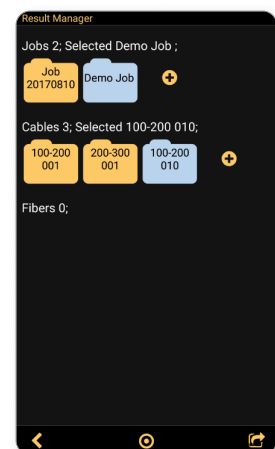 Result Manager
Jobs 2; Selected Demo Job ;
Job
20170810
Demo Job
Cables 3; Selected 100-200 010;
100-200
001
200-300
001
100-200
010
Fibers 0;